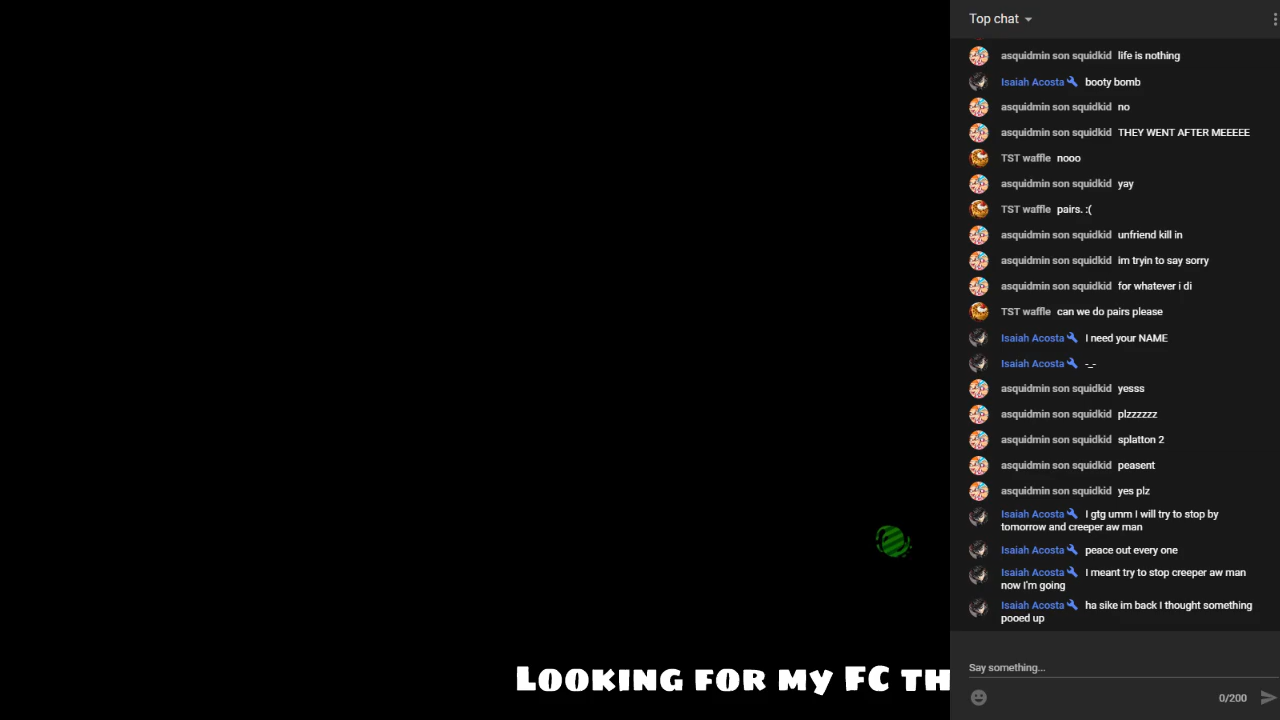 Top chat
asquidmin son squidkid life is nothing
Isaiah Acosta booty bomb
asquidmin son squidkid no
asquidmin son squidkid THEY WENT AFTER MEEEEE
TST waffle nooo
asquidmin son squidkid yay
TST waffle pairs. :(
asquidmin son squidkid unfriend kill in
asquidmin son squidkid im tryin to say sorry
asquidmin son squidkid for whatever i di
TST waffle can we do pairs please
Isaiah Acosta I need your NAME
Isaiah Acosta -_-
asquidmin son squidkid yesss
asquidmin son squidkid plzzzzzz
asquidmin son squidkid splatton 2
asquidmin son squidkid peasent
asquidmin son squidkid yes plz
Isaiah Acosta I gtg umm I will try to stop by
tomorrow and creeper aw man
Isaiah Acosta peace out every one
Isaiah Acosta I meant try to stop creeper aw man
now I'm going
Isaiah Acosta ha sike im back I thought something
pooed up
Say something...
0/200
Looking for my FC th